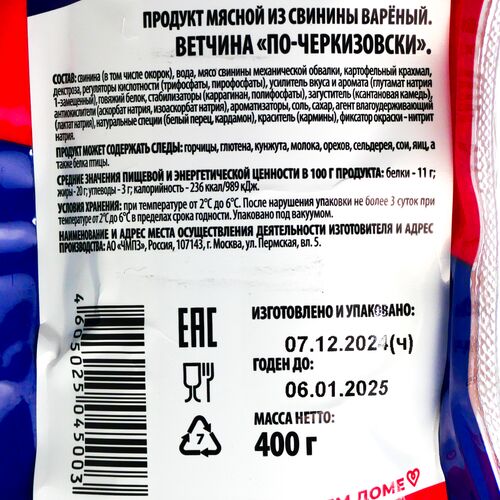 ПРОДУКТ МЯСНОЙ ИЗ СВИНИНЫ ВАРЁНЫЙ.
ВЕТЧИНА «ПО-ЧЕРКИЗОВСКИ».
СОСТАВ: свинина (в том числе окорок), вода, мясо свинины механической обвалки, картофельный крахмал,
декстроза, регуляторы кислотности (трифосфаты, пирофосфаты), усилитель вкуса и аромата (глутамат натрия
1-замещенный), говяжий белок, стабилизаторы (каррагинан, полифосфаты), загуститель (ксантановая камедь),
антиокислители (аскорбат натрия, изоаскорбат натрия), ароматизаторы, соль, сахар, агент влагоудерживающий
(лактат натрия), натуральные специи (белый перец, кардамон), краситель (кармины), фиксатор окраски - нитрит
натрия.
ПРОДУКТ МОЖЕТ СОДЕРЖАТЬ СЛЕДЫ: горчицы, глютена, кунжута, молока, орехов, сельдерея, сои, яиц, а
также белка птицы.
СРЕДНИЕ ЗНАЧЕНИЯ ПИЩЕВОЙ И ЭНЕРГЕТИЧЕСКОЙ ЦЕННОСТИ В 100 Г ПРОДУКТА: белки - 11 г;
жиры - 20 г; углеводы - 3 г; калорийность - 236 ккал/989 кДж.
УСЛОВИЯ ХРАНЕНИЯ: при температуре от 2°С до 6°С. После нарушения упаковки не более 3 суток при
температуре от 2°С до 6°С в пределах срока годности. Упаковано под вакуумом.
НАИМЕНОВАНИЕ И АДРЕС МЕСТА ОСУЩЕСТВЛЕНИЯ ДЕЯТЕЛЬНОСТИ ИЗГОТОВИТЕЛЯ И АДРЕС
ПРОИЗВОДСТВА: АО «ЧМПЗ», Россия, 107143, г. Москва, ул. Пермская, вл. 5.
4605025045003
EAC
7
ИЗГОТОВЛЕНО И УПАКОВАНО:
07.12.2024(ч)
ГОДЕН ДО:
06.01.2025
МАССА НЕТТО:
400 г
ДОМЕ